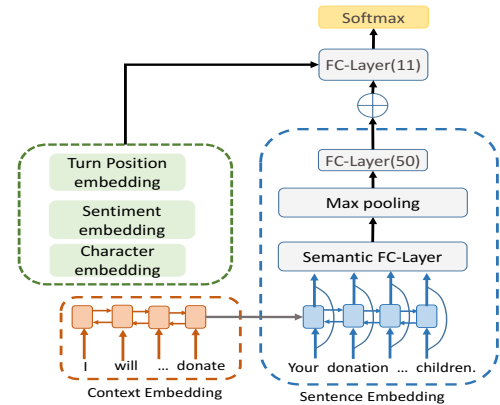 Softmax
FC-Layer(11)
FC-Layer(50)
Max pooling
Semantic FC-Layer
Turn Position
embedding
Sentiment
embedding
Character
embedding
I will ... donate
Context Embedding
Your donation ... children.
Sentence Embedding